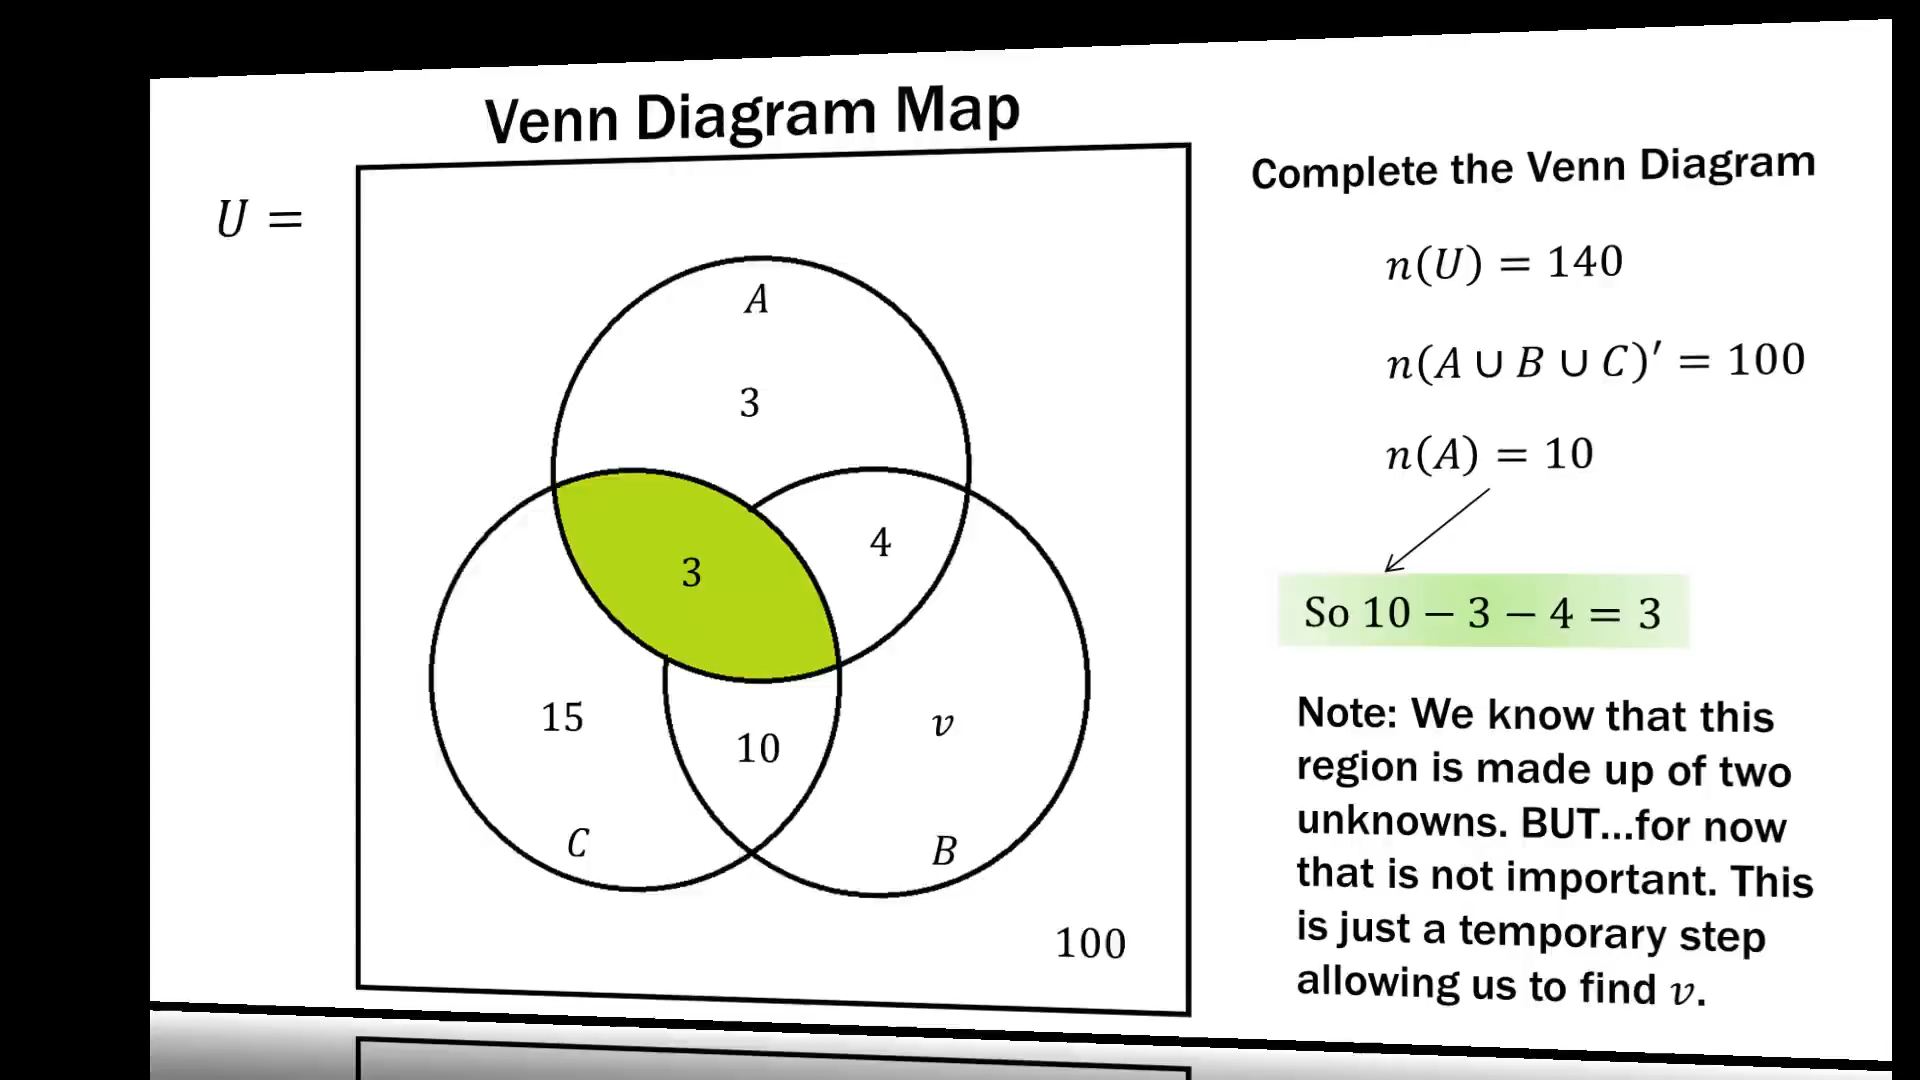 Venn Diagram Map
U =
A
3
3
4
15
10
v
C
B
100
Complete the Venn Diagram
n(U) = 140
n(A ∪ B ∪ C)′ = 100
n(A) = 10
So 10 − 3 − 4 = 3
Note: We know that this
region is made up of two
unknowns. BUT...for now
that is not important. This
is just a temporary step
allowing us to find v.